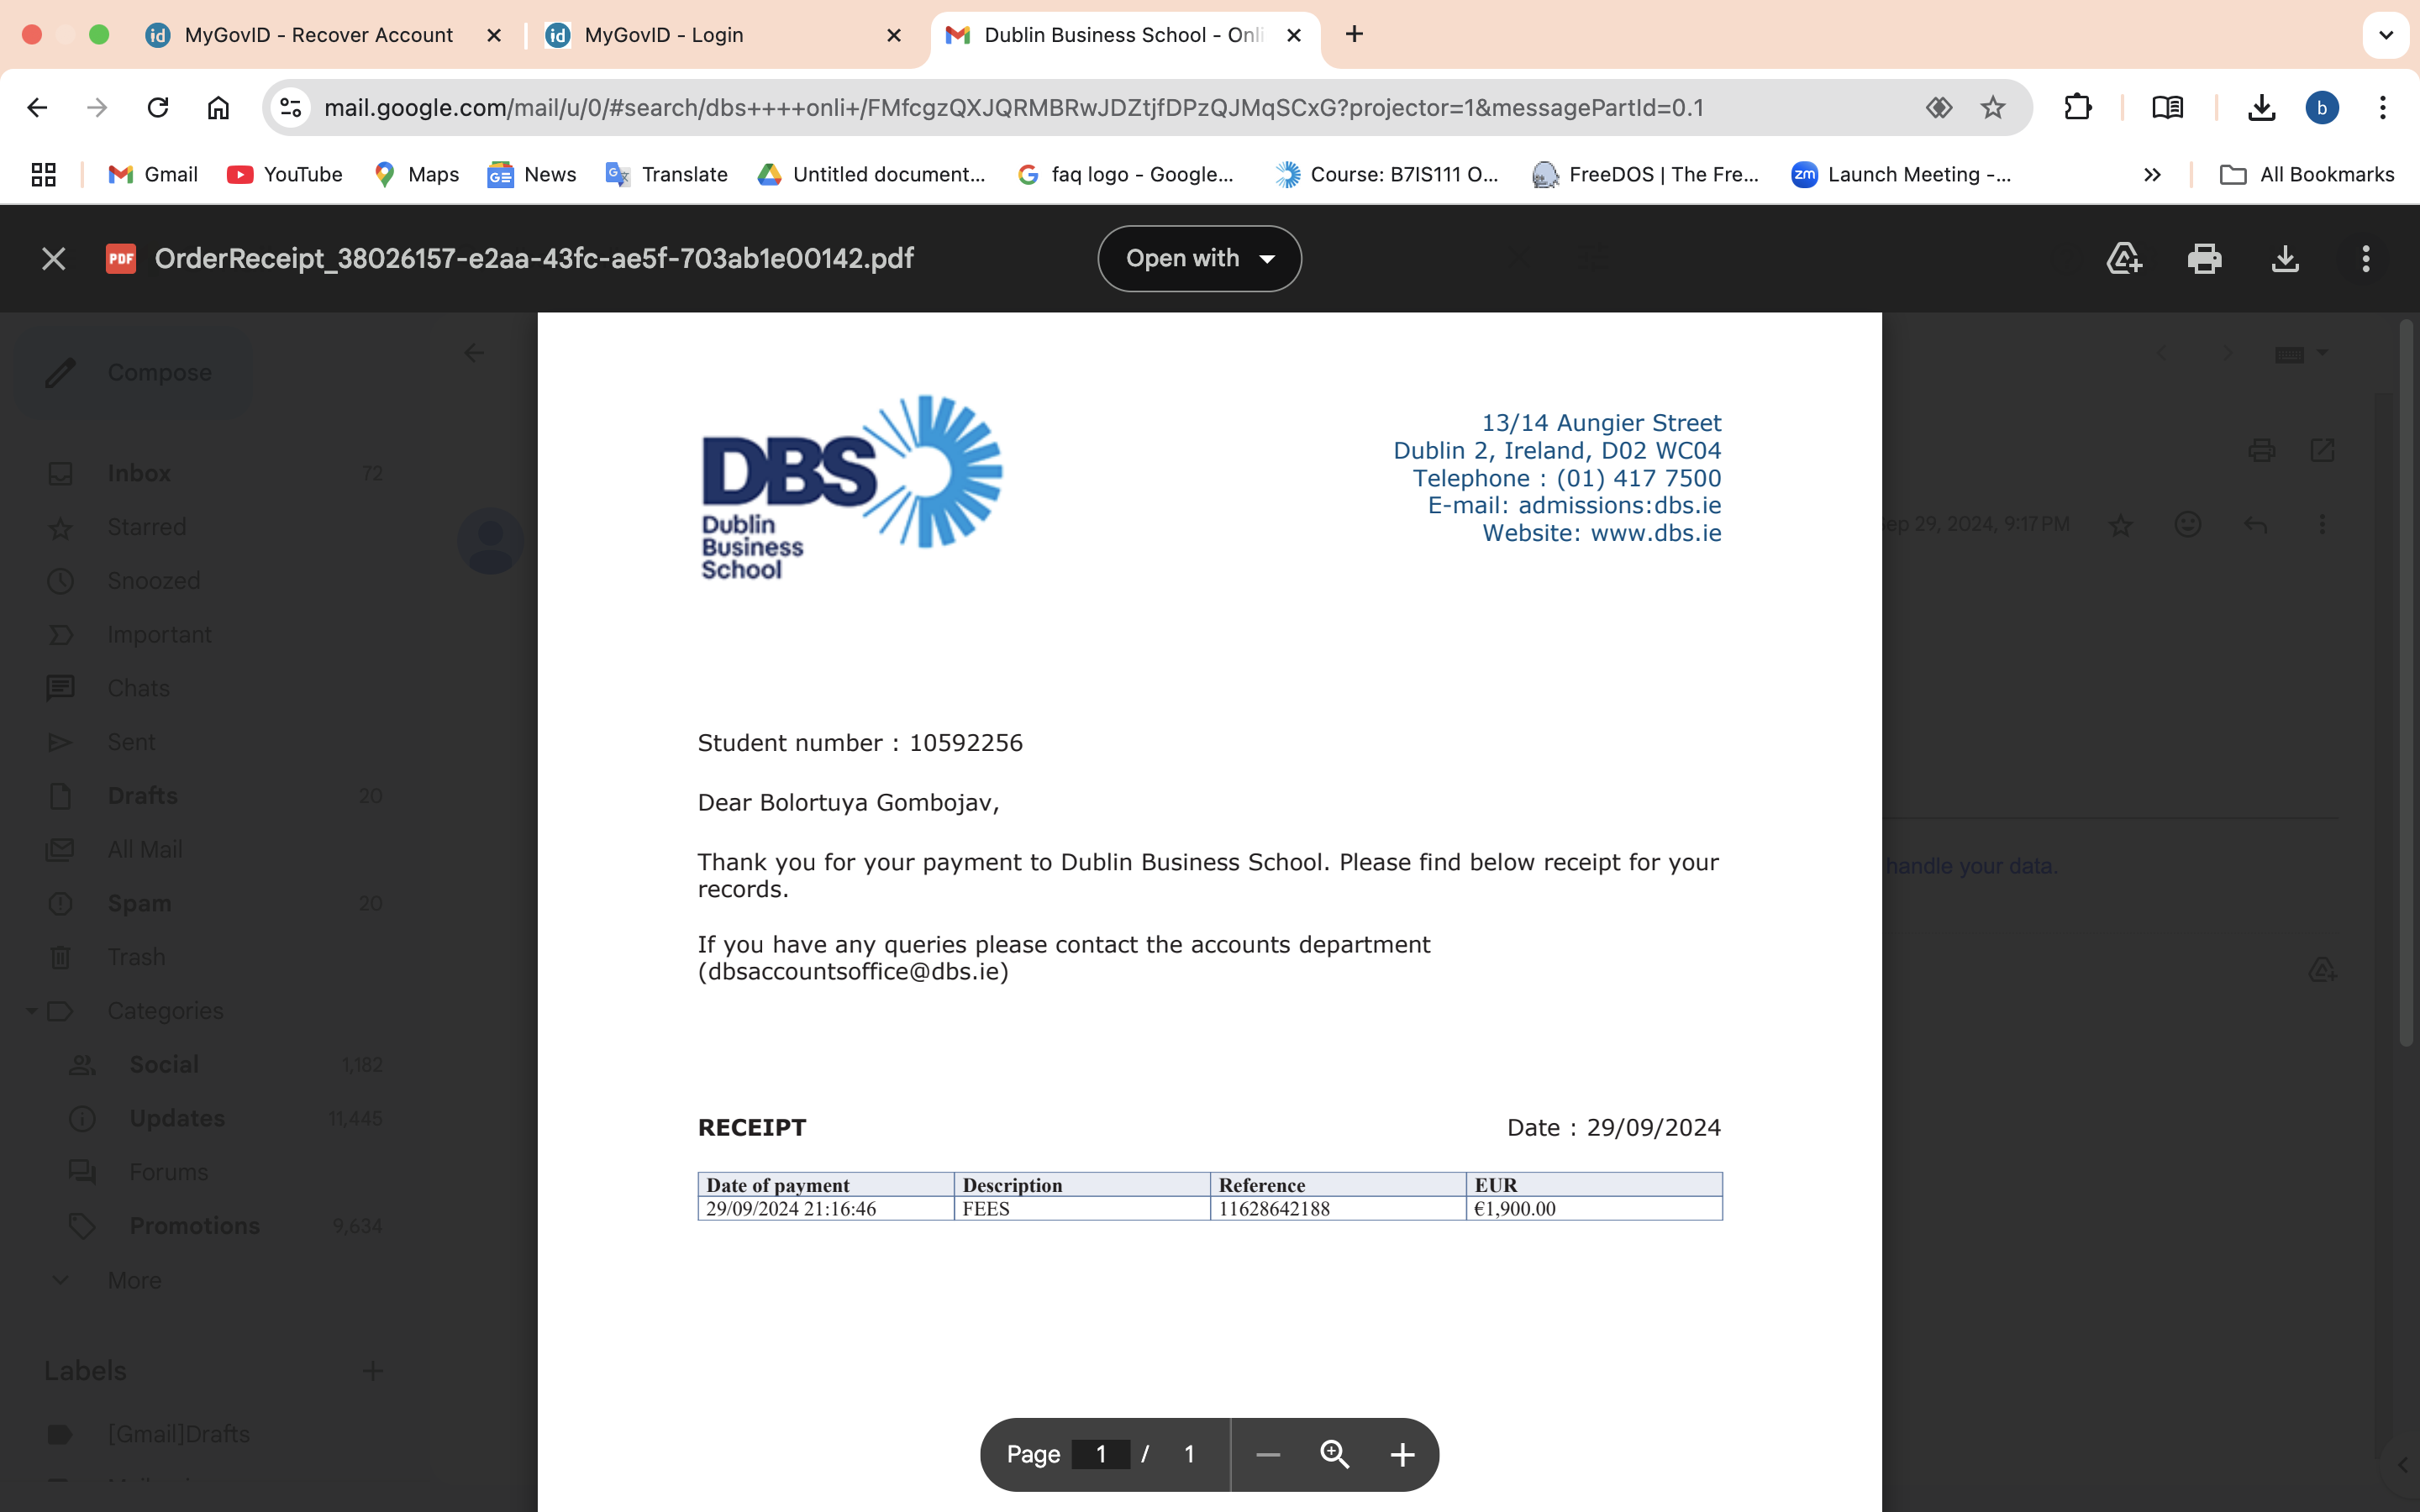 MyGovID - Recover Account
MyGovID - Login
Dublin Business School - Onli
mail.google.com/mail/u/0/#search/dbs++++onli+/FMfcgzQXJQRMBRwJDZtjfDPzQJMqSCxG?projector=1&messagePartId=0.1
b
Gmail
YouTube
Maps
News
Translate
Untitled document...
faq logo - Google...
Course: B7IS111 O...
FreeDOS | The Fre...
Launch Meeting -...
All Bookmarks
PDF
OrderReceipt_38026157-e2aa-43fc-ae5f-703ab1e00142.pdf
Open with
Compose
Inbox 72
Starred
Snoozed
Important
Chats
Sent
Drafts 20
All Mail
Spam 20
Trash
Categories
Social 1,182
Updates 11,445
Forums
Promotions 9,634
More
Labels
[Gmail]Drafts
DBS
Dublin
Business
School
13/14 Aungier Street
Dublin 2, Ireland, D02 WC04
Telephone : (01) 417 7500
E-mail: admissions:dbs.ie
Website: www.dbs.ie
29, 2024, 9:17 PM
Student number : 10592256
Dear Bolortuya Gombojav,
Thank you for your payment to Dublin Business School. Please find below receipt for your
records.
handle your data.
If you have any queries please contact the accounts department
(dbsaccountsoffice@dbs.ie)
RECEIPT
Date : 29/09/2024
Date of payment Description Reference EUR
29/09/2024 21:16:46 FEES 11628642188 €1,900.00
Page 1 / 1